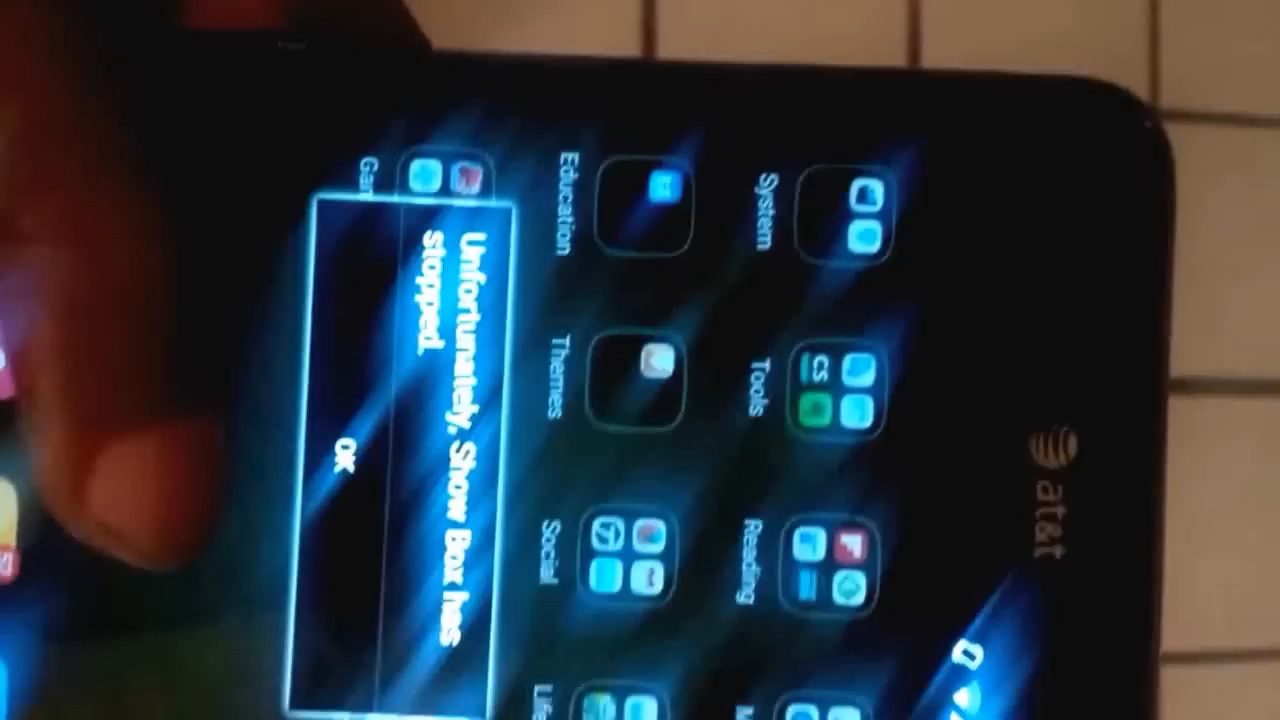 at&t
System
Tools
Reading
Education
Themes
Social
Unfortunately, Show Box has
stopped.
OK
CS